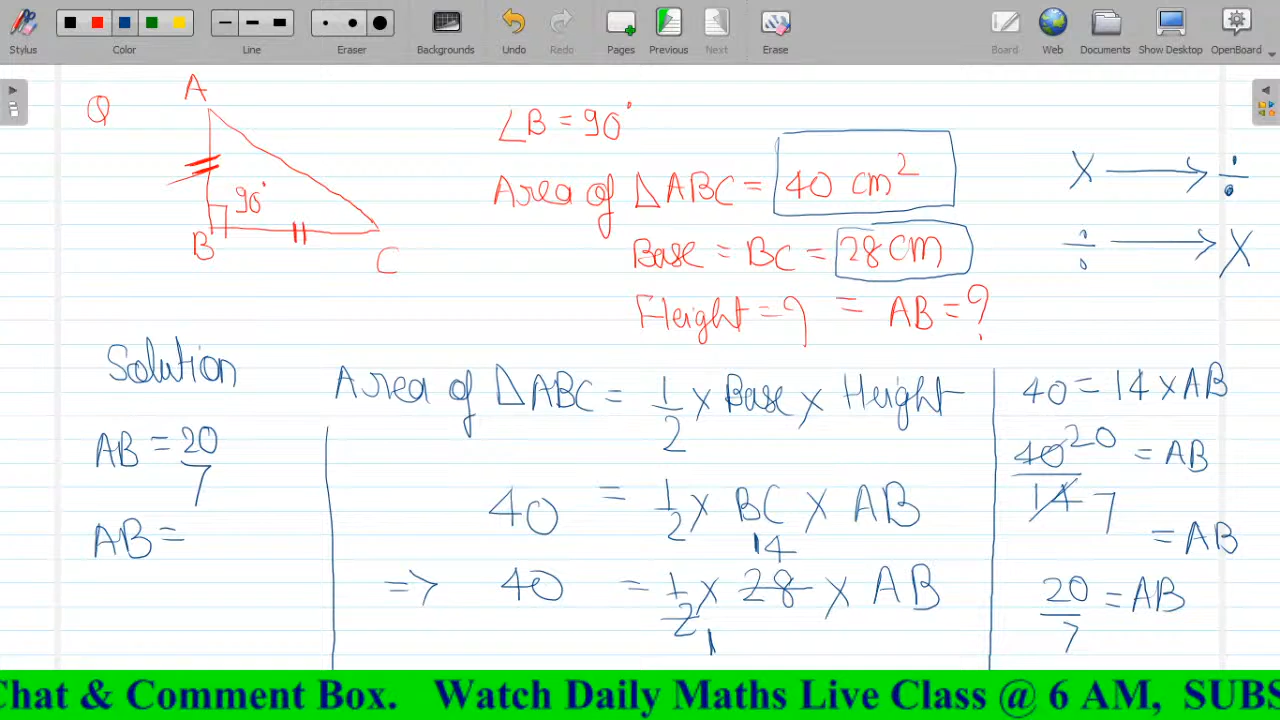 Stylus Color Line Eraser Backgrounds Undo Redo Pages Previous Next Erase Board Web Documents Show Desktop OpenBoard
Q
A
90°
B
C
∠B = 90°
Area of △ABC = 40 cm²
Base = BC = 28 CM
Height = ? = AB = ?
× → ÷
÷ → ×
Solution
AB = 20/7
AB =
Area of △ABC = 1/2 × Base × Height
40 = 1/2 × BC × AB
14
⇒ 40 = 1/2 × 28 × AB
1
40 = 14 × AB
40/14 = AB
20
7
= AB
20/7 = AB
Chat & Comment Box. Watch Daily Maths Live Class @ 6 AM, SUBS